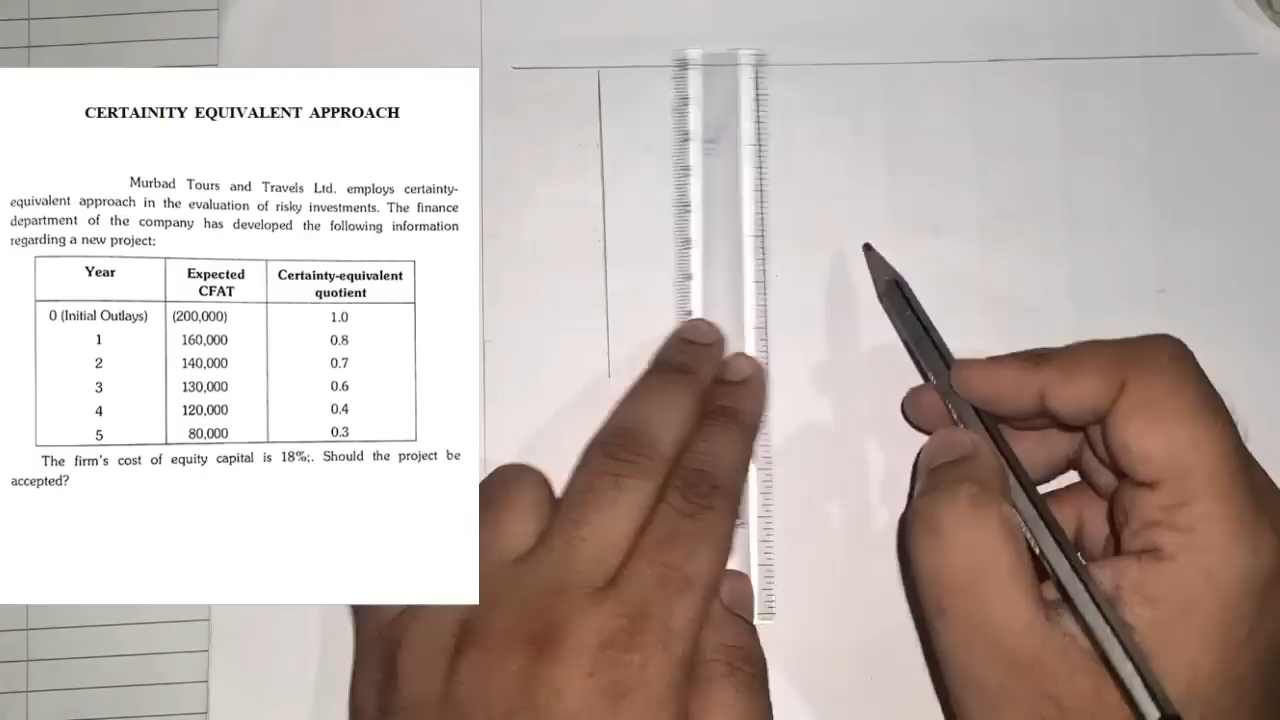 CERTAINITY EQUIVALENT APPROACH
Murbad Tours and Travels Ltd. employs certainty-
equivalent approach in the evaluation of risky investments. The finance
department of the company has developed the following information
regarding a new project:
Year Expected CFAT Certainty-equivalent quotient
0 (Initial Outlays) (200,000) 1.0
1 160,000 0.8
2 140,000 0.7
3 130,000 0.6
4 120,000 0.4
5 80,000 0.3
The firm's cost of equity capital is 18%;. Should the project be
accepted?